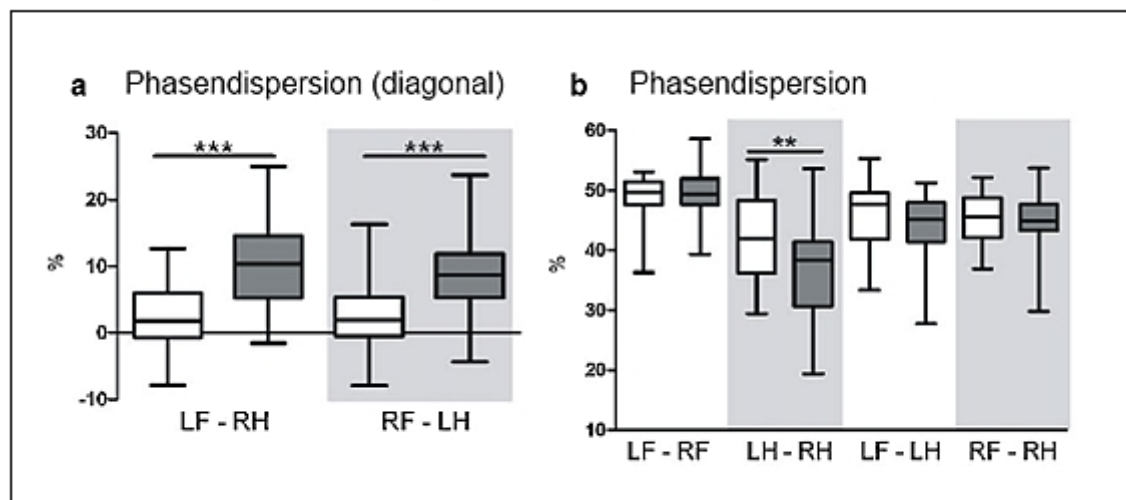 a Phasendispersion (diagonal)
30
20
10
0
-10
%
***
***
LF - RH
RF - LH
b Phasendispersion
60
50
40
30
20
10
%
**
LF - RF
LH - RH
LF - LH
RF - RH